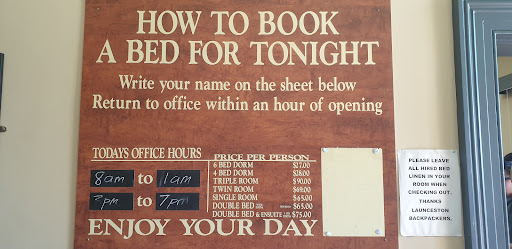 HOW TO BOOK
A BED FOR TONIGHT
Write your name on the sheet below
Return to office within an hour of opening
TODAYS OFFICE HOURS
8am to 1am
7pm
PRICE PER PERSON
6 BED DORM $27.00
4 BED DORM $28.00
TRIPLE ROOM $90.00
TWIN ROOM $69.00
SINGLE ROOM $65.00
DOUBLE BED $65.00
DOUBLE BED & ENSUITE $75.00
ENJOY YOUR DAY
PLEASE LEAVE
ALL HIRED BED
LINEN IN YOUR
ROOM WHEN
CHECKING OUT.
THANKS
LAUNCESTON
BACKPACKERS.